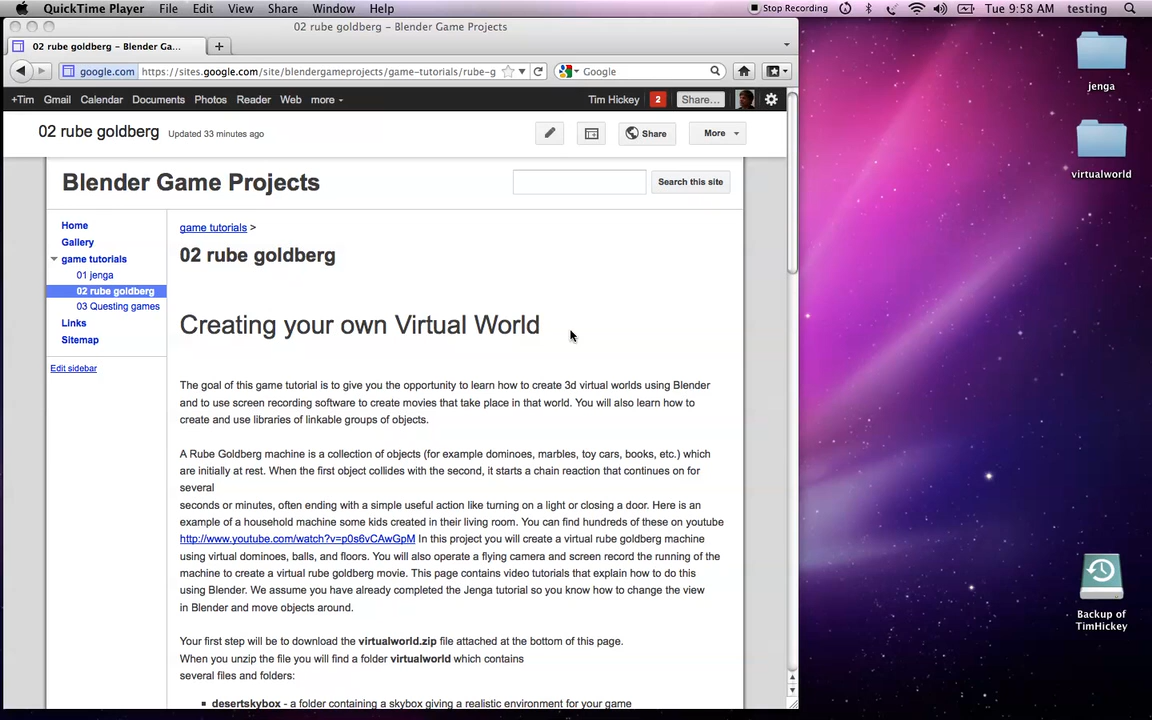 QuickTime Player File Edit View Share Window Help Stop Recording Tue 9:58 AM testing
02 rube goldberg – Blender Game Projects
02 rube goldberg – Blender Ga... +
google.com https://sites.google.com/site/blendergameprojects/game-tutorials/rube-g Google
+Tim Gmail Calendar Documents Photos Reader Web more Tim Hickey 2 Share...
02 rube goldberg Updated 33 minutes ago Share More
Blender Game Projects Search this site
Home
Gallery
game tutorials
01 jenga
02 rube goldberg
03 Questing games
Links
Sitemap
Edit sidebar
game tutorials >
02 rube goldberg
Creating your own Virtual World
The goal of this game tutorial is to give you the opportunity to learn how to create 3d virtual worlds using Blender
and to use screen recording software to create movies that take place in that world. You will also learn how to
create and use libraries of linkable groups of objects.
A Rube Goldberg machine is a collection of objects (for example dominoes, marbles, toy cars, books, etc.) which
are initially at rest. When the first object collides with the second, it starts a chain reaction that continues on for
several
seconds or minutes, often ending with a simple useful action like turning on a light or closing a door. Here is an
example of a household machine some kids created in their living room. You can find hundreds of these on youtube
http://www.youtube.com/watch?v=p0s6vCAwGpM In this project you will create a virtual rube goldberg machine
using virtual dominoes, balls, and floors. You will also operate a flying camera and screen record the running of the
machine to create a virtual rube goldberg movie. This page contains video tutorials that explain how to do this
using Blender. We assume you have already completed the Jenga tutorial so you know how to change the view
in Blender and move objects around.
Your first step will be to download the virtualworld.zip file attached at the bottom of this page.
When you unzip the file you will find a folder virtualworld which contains
several files and folders:
desertskybox - a folder containing a skybox giving a realistic environment for your game
jenga
virtualworld
Backup of
TimHickey